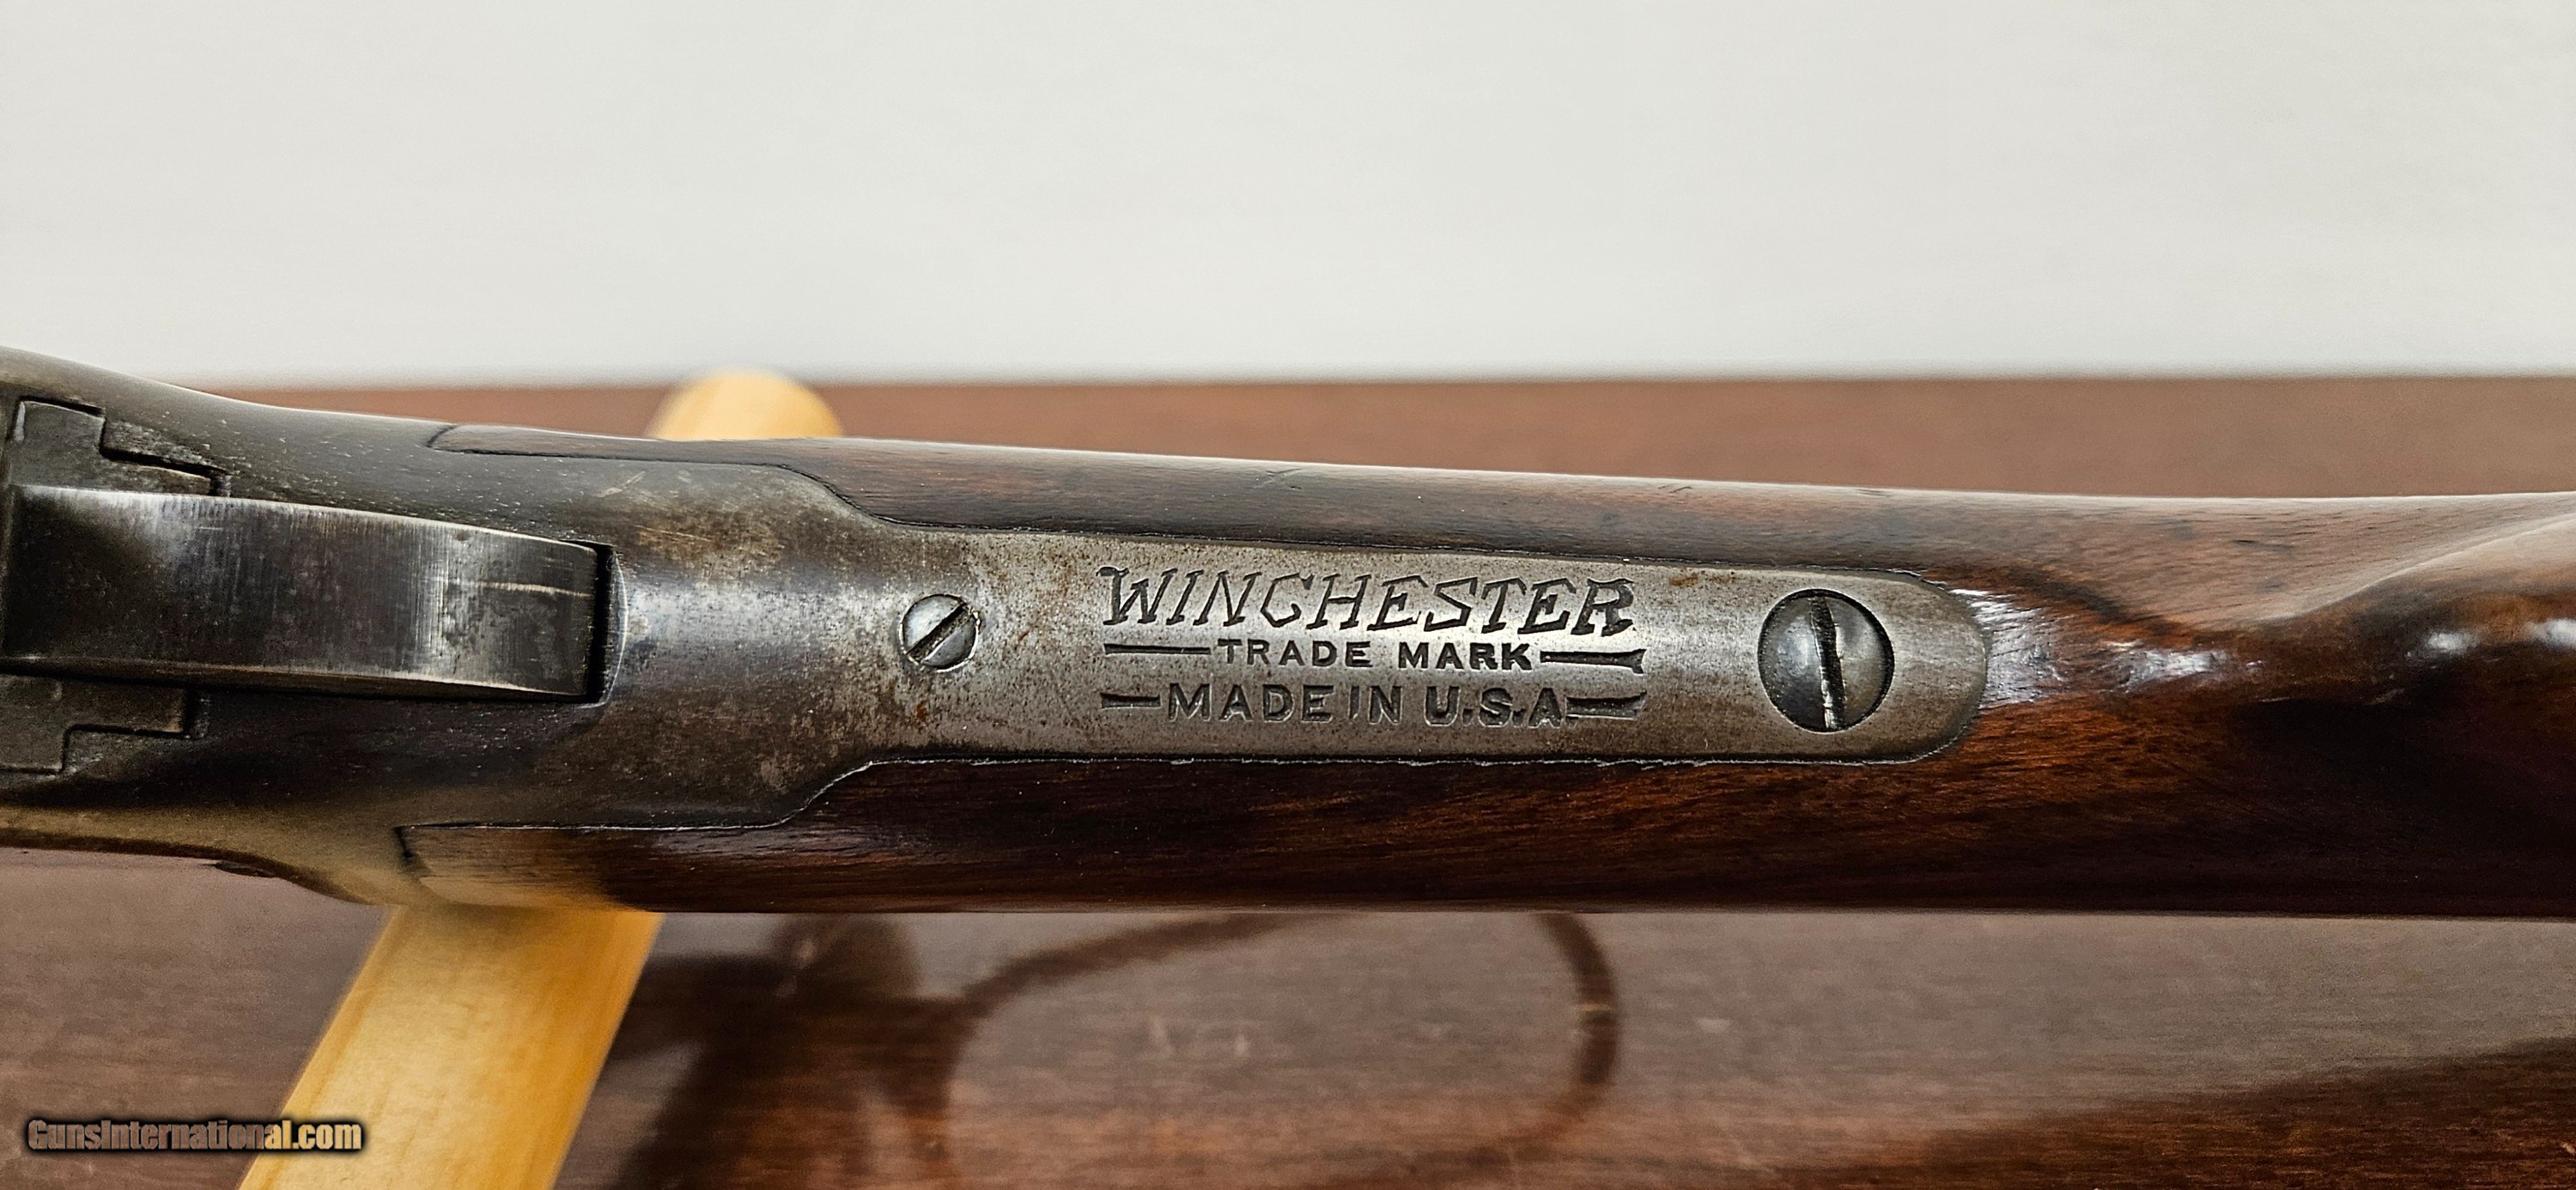 WINCHESTER
TRADE MARK
MADE IN U.S.A.
GunsInternational.com